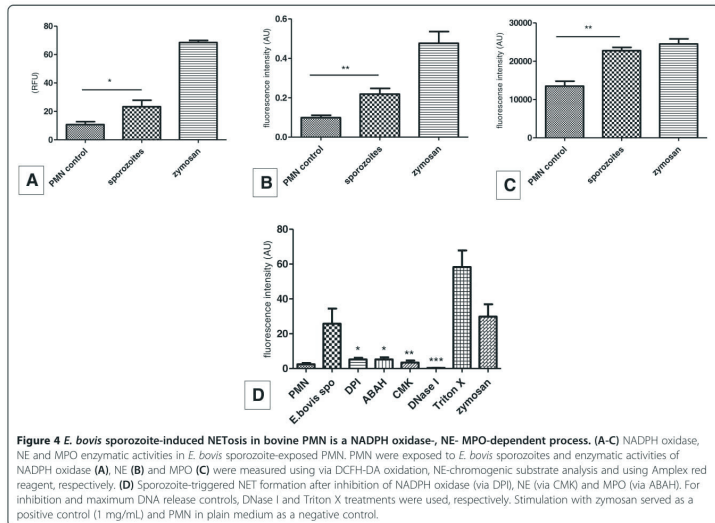 80
60
40
20
0
(RFU)
*
PMN control
sporozoites
zymosan
A
0.6
0.4
0.2
0.0
fluorescence intensity (AU)
**
PMN control
sporozoites
zymosan
B
30000
20000
10000
0
fluorescense intensity (AU)
**
PMN control
sporozoites
zymosan
C
80
60
40
20
0
fluorescence intensity (AU)
*
*
**
***
PMN
E.bovis spo
DPI
ABAH
CMK
DNase I
Triton X
zymosan
D
Figure 4 E. bovis sporozoite-induced NETosis in bovine PMN is a NADPH oxidase-, NE- MPO-dependent process. (A-C) NADPH oxidase,
NE and MPO enzymatic activities in E. bovis sporozoite-exposed PMN. PMN were exposed to E. bovis sporozoites and enzymatic activities of
NADPH oxidase (A), NE (B) and MPO (C) were measured using via DCFH-DA oxidation, NE-chromogenic substrate analysis and using Amplex red
reagent, respectively. (D) Sporozoite-triggered NET formation after inhibition of NADPH oxidase (via DPI), NE (via CMK) and MPO (via ABAH). For
inhibition and maximum DNA release controls, DNase I and Triton X treatments were used, respectively. Stimulation with zymosan served as a
positive control (1 mg/mL) and PMN in plain medium as a negative control.